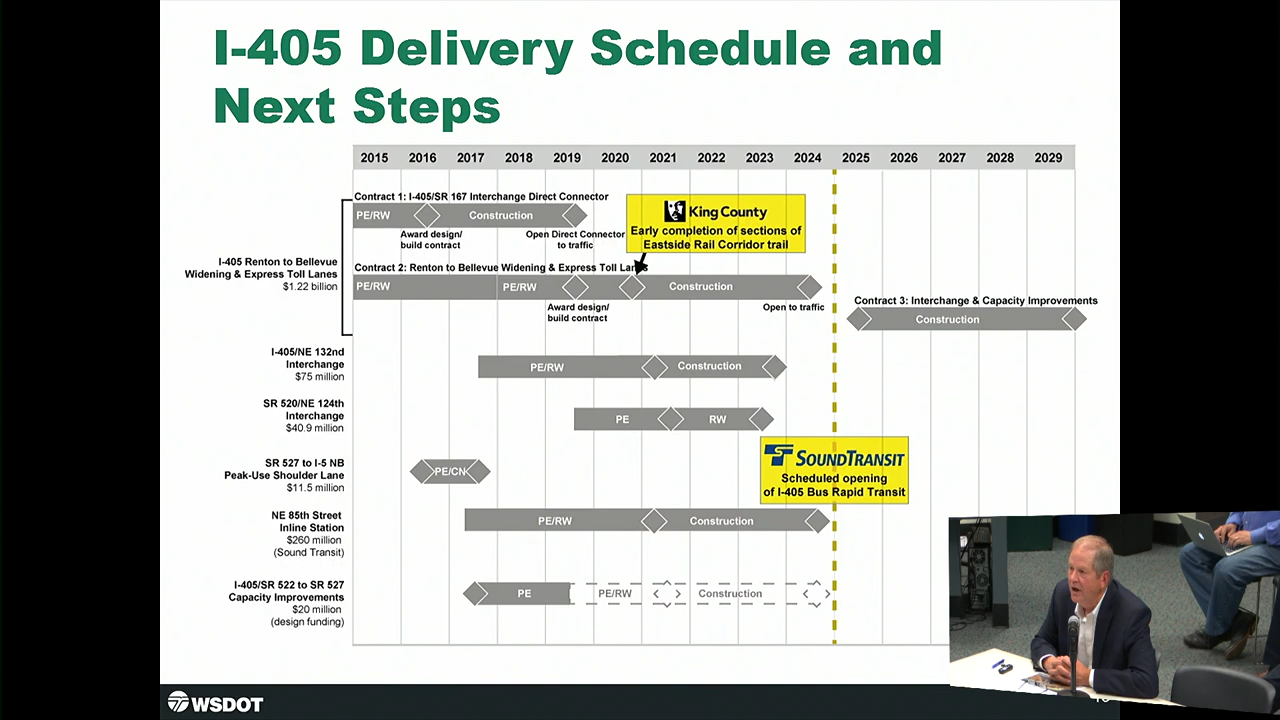 I-405 Delivery Schedule and
Next Steps
2015 2016 2017 2018 2019 2020 2021 2022 2023 2024 2025 2026 2027 2028 2029
Contract 1: I-405/SR 167 Interchange Direct Connector
PE/RW Construction
Award design/
build contract
Open Direct Connector
to traffic
King County
Early completion of sections of
Eastside Rail Corridor trail
I-405 Renton to Bellevue
Widening & Express Toll Lanes
$1.22 billion
Contract 2: Renton to Bellevue Widening & Express Toll Lanes
PE/RW PE/RW Construction
Award design/
build contract
Open to traffic
Contract 3: Interchange & Capacity Improvements
Construction
I-405/NE 132nd
Interchange
$75 million
PE/RW Construction
SR 520/NE 124th
Interchange
$40.9 million
PE RW
SR 527 to I-5 NB
Peak-Use Shoulder Lane
$11.5 million
PE/CN
SOUNDTRANSIT
Scheduled opening
of I-405 Bus Rapid Transit
NE 85th Street
Inline Station
$260 million
(Sound Transit)
PE/RW Construction
I-405/SR 522 to SR 527
Capacity Improvements
$20 million
(design funding)
PE PE/RW Construction
WSDOT